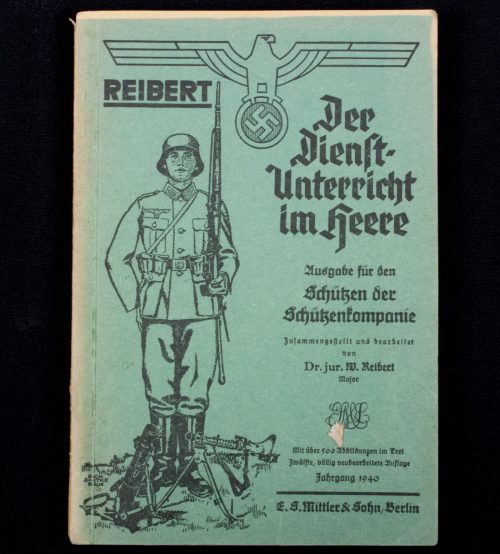 REIBERT
Der
Dienst-
Unterricht
im Heere
Ausgabe für den
Schützen der
Schützenkompanie
Zusammengestellt und bearbeitet
von
Dr. jur. W. Reibert
Major
Mit über 500 Abbildungen im Text
Zwölfte, völlig neubearbeitete Auflage
Jahrgang 1940
E. S. Mittler & Sohn, Berlin